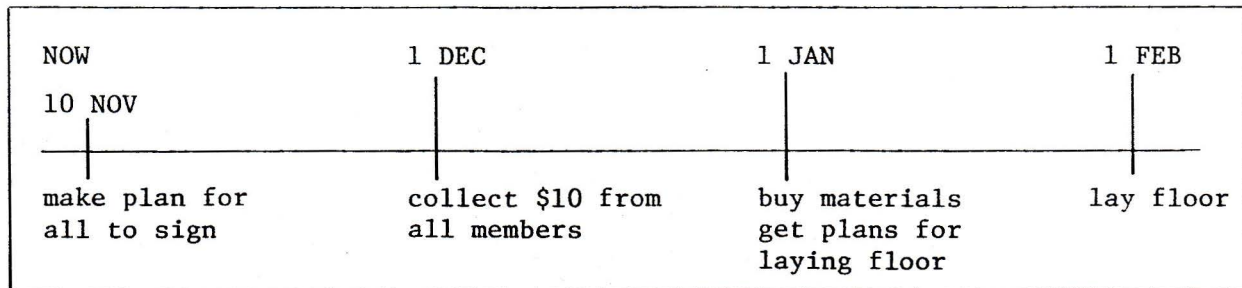 NOW 1 DEC 1 JAN 1 FEB
10 NOV
make plan for collect $10 from buy materials lay floor
all to sign all members get plans for
laying floor